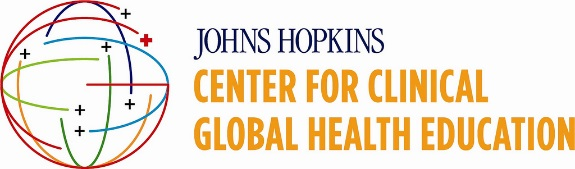 JOHNS HOPKINS
CENTER FOR CLINICAL
GLOBAL HEALTH EDUCATION